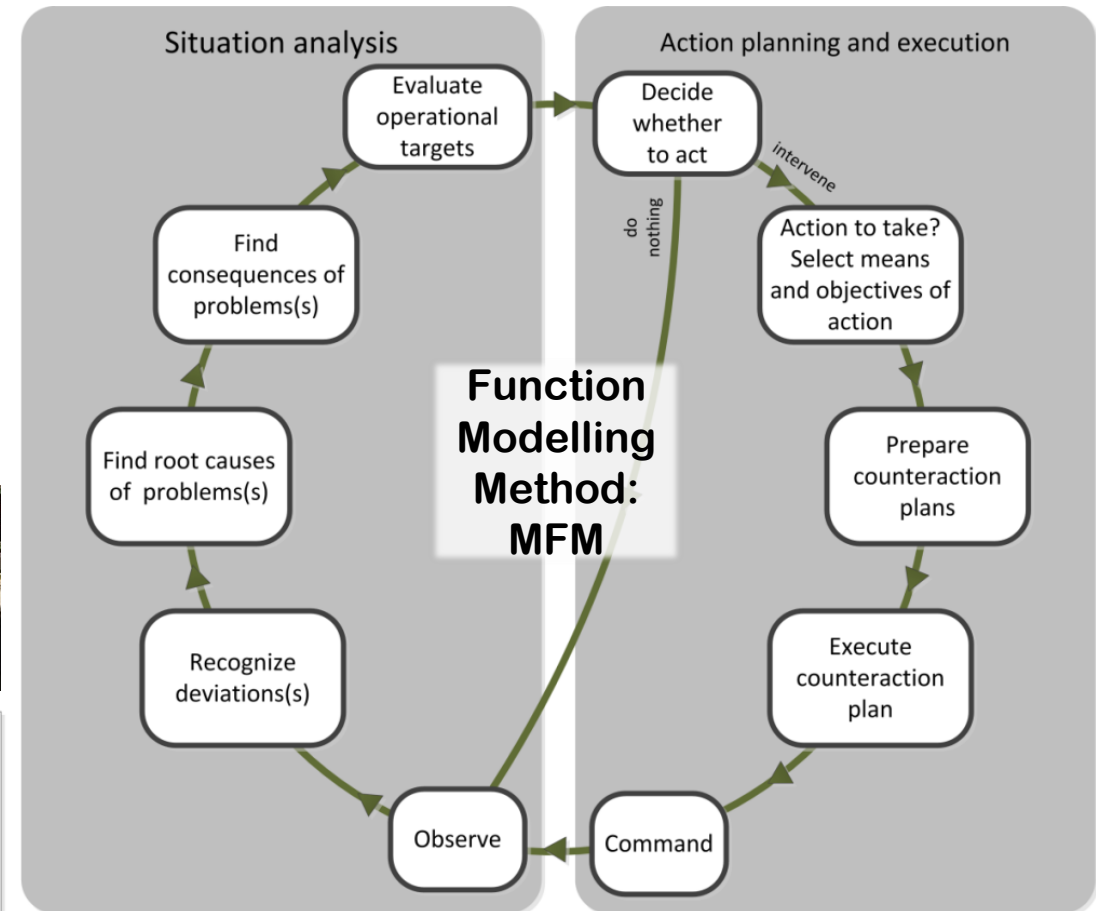 Situation analysis
Evaluate
operational
targets
Find
consequences of
problems(s)
Find root causes
of problems(s)
Recognize
deviations(s)
Observe
Action planning and execution
Decide
whether
to act
intervene
do
nothing
Action to take?
Select means
and objectives of
action
Prepare
counteraction
plans
Execute
counteraction
plan
Command
Function
Modelling
Method:
MFM